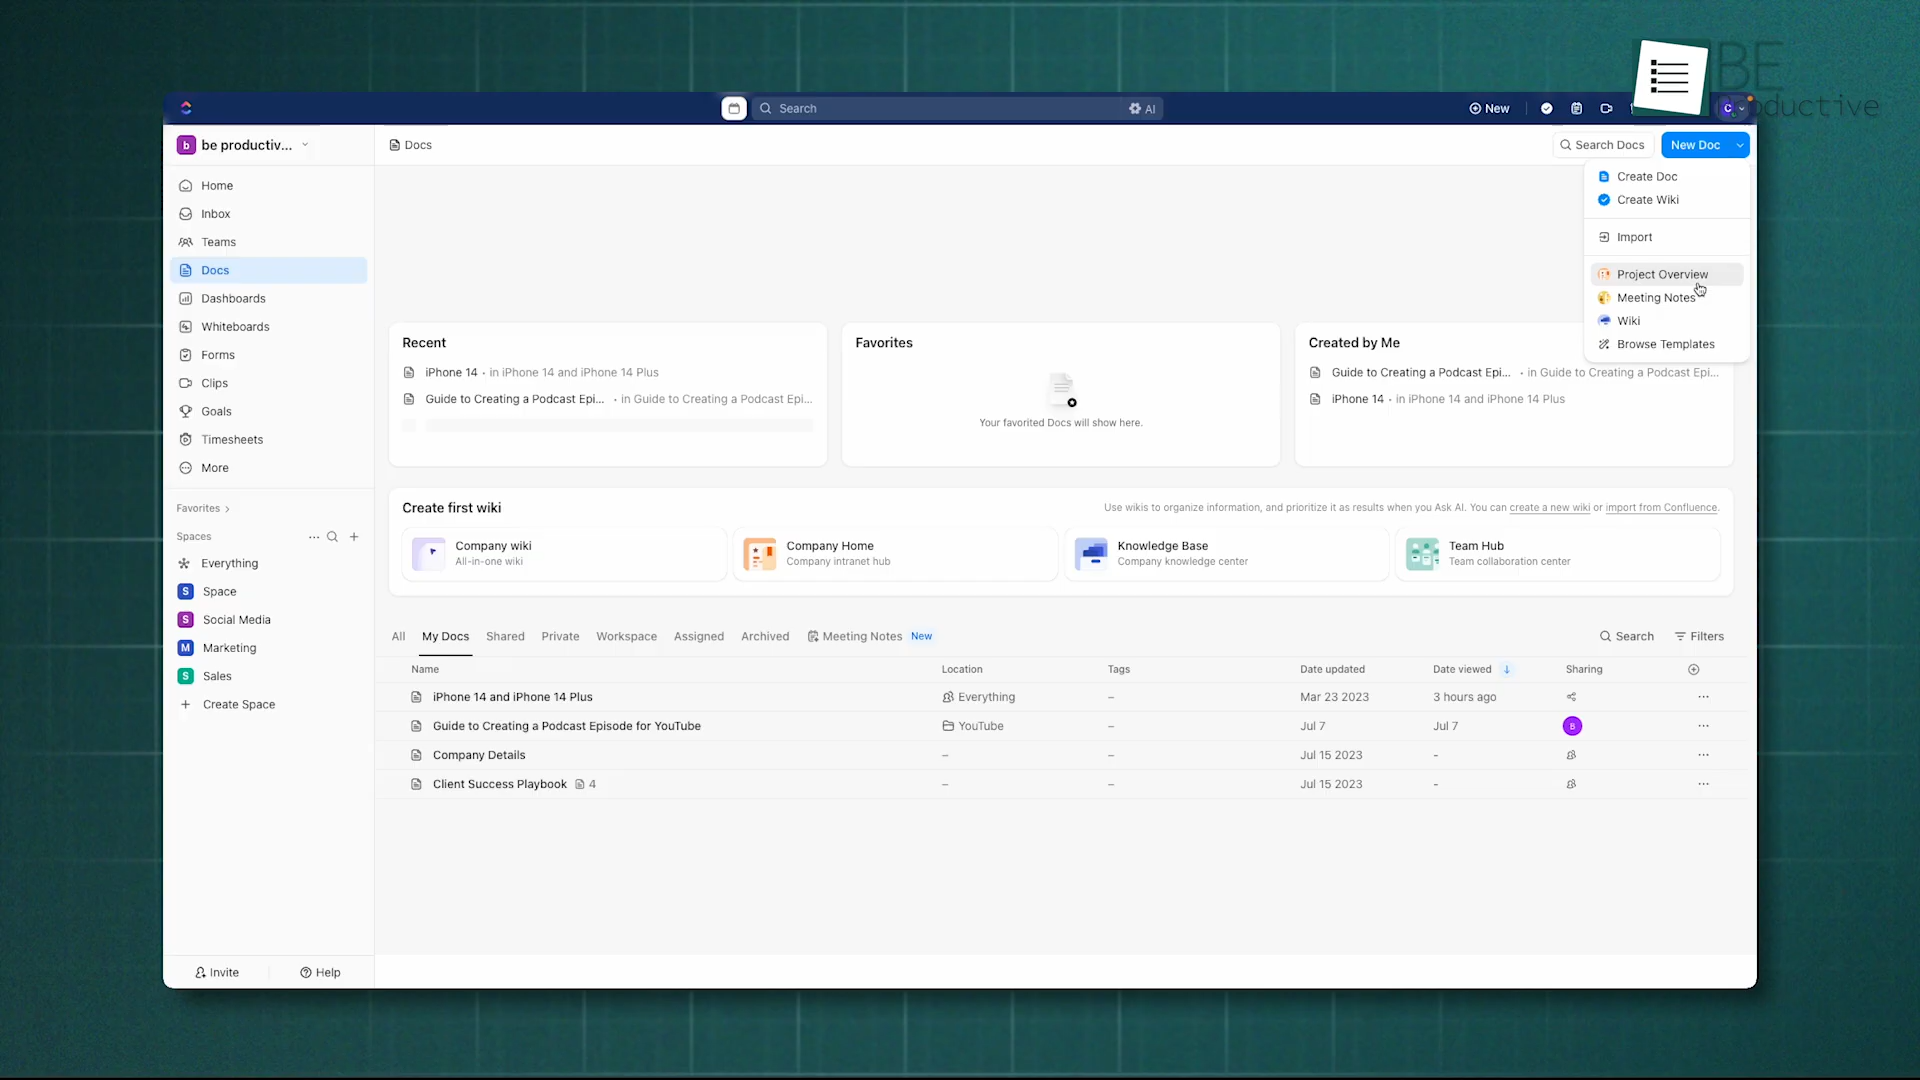 BE
Productive
Search
AI
New
C
b be productiv...
Docs
Search Docs
New Doc
Home
Inbox
Teams
Docs
Dashboards
Whiteboards
Forms
Clips
Goals
Timesheets
More
Favorites
Spaces
Everything
S Space
S Social Media
M Marketing
S Sales
Create Space
Invite
Help
Create Doc
Create Wiki
Import
Project Overview
Meeting Notes
Wiki
Browse Templates
Recent
iPhone 14 • in iPhone 14 and iPhone 14 Plus
Guide to Creating a Podcast Epi... • in Guide to Creating a Podcast Epi...
Favorites
Your favorited Docs will show here.
Created by Me
Guide to Creating a Podcast Epi... • in Guide to Creating a Podcast Epi...
iPhone 14 • in iPhone 14 and iPhone 14 Plus
Create first wiki
Use wikis to organize information, and prioritize it as results when you Ask AI. You can create a new wiki or import from Confluence.
Company wiki
All-in-one wiki
Company Home
Company intranet hub
Knowledge Base
Company knowledge center
Team Hub
Team collaboration center
All My Docs Shared Private Workspace Assigned Archived Meeting Notes New
Search Filters
Name Location Tags Date updated Date viewed Sharing
iPhone 14 and iPhone 14 Plus Everything – Mar 23 2023 3 hours ago
Guide to Creating a Podcast Episode for YouTube YouTube – Jul 7 Jul 7 B
Company Details – – Jul 15 2023 -
Client Success Playbook 4 – – Jul 15 2023 -